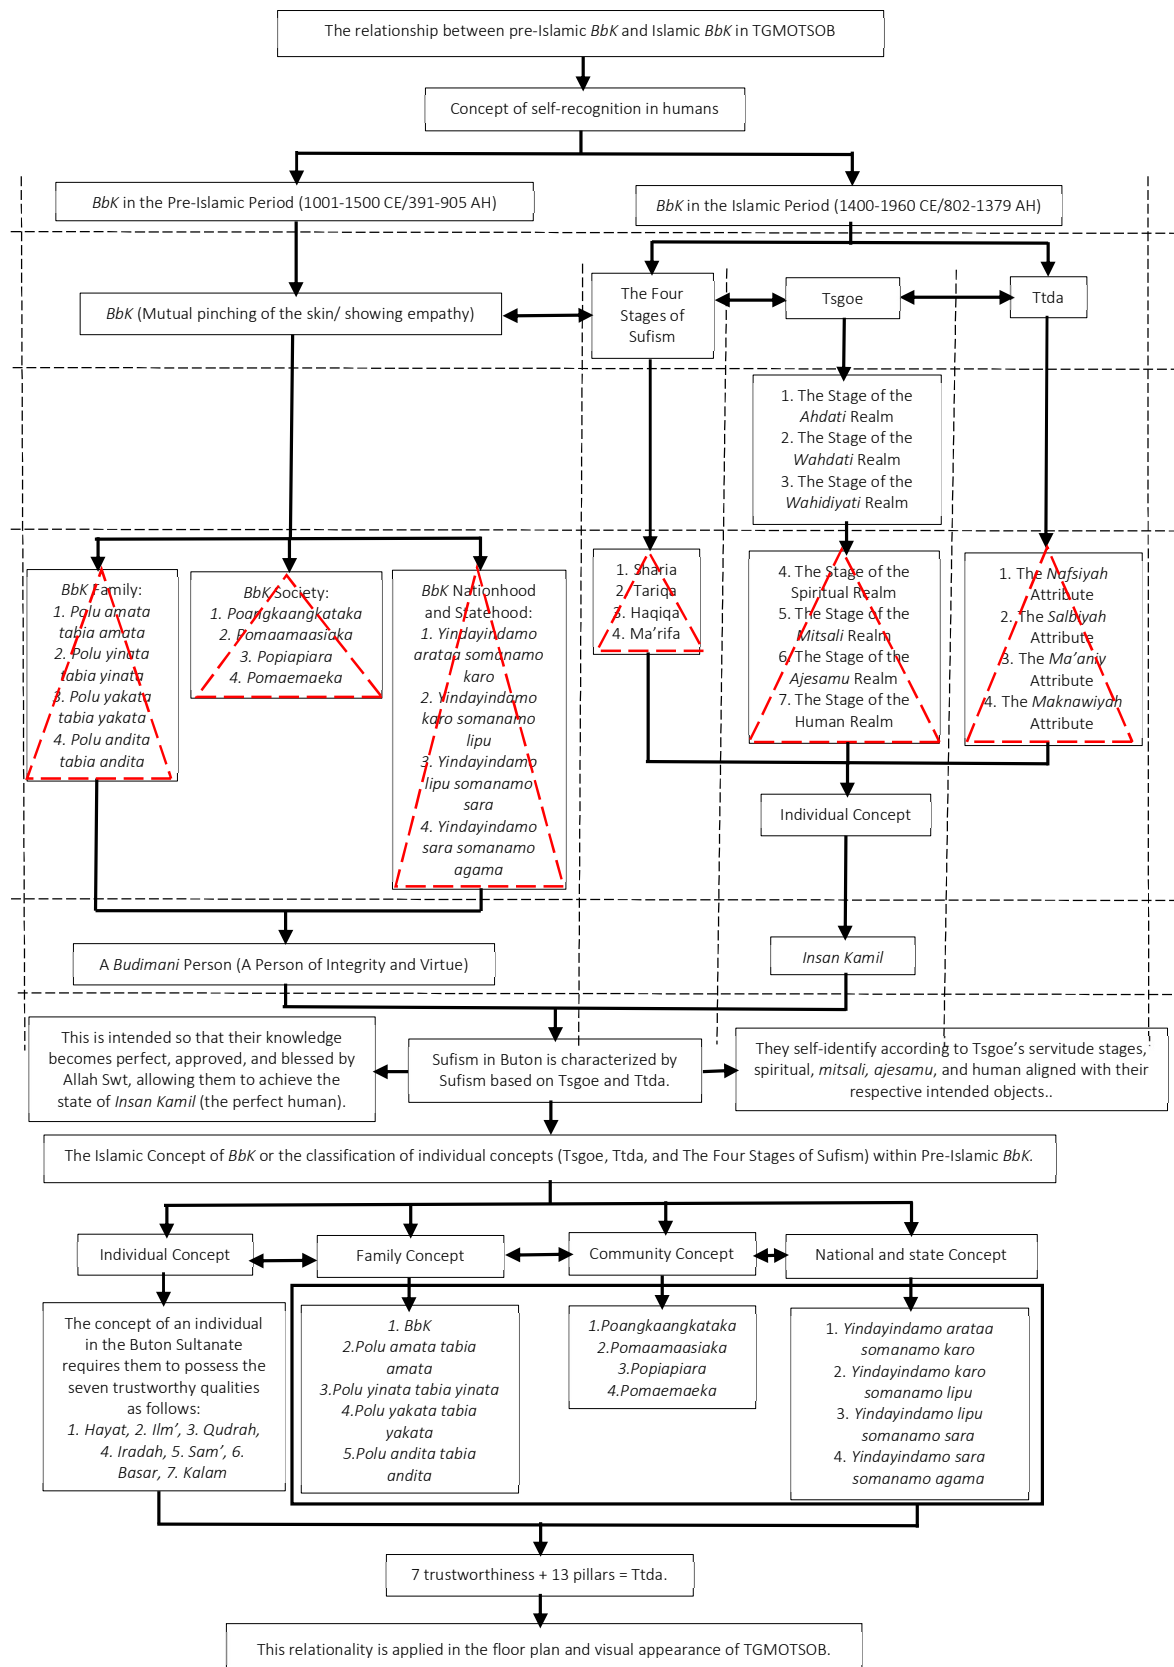 The relationship between pre-Islamic BbK and Islamic BbK in TGMOTSOB
Concept of self-recognition in humans
BbK in the Pre-Islamic Period (1001-1500 CE/391-905 AH)
BbK in the Islamic Period (1400-1960 CE/802-1379 AH)
BbK (Mutual pinching of the skin/ showing empathy)
The Four
Stages of
Sufism
Tsgoe
Ttda
1. The Stage of the
Ahdati Realm
2. The Stage of the
Wahdati Realm
3. The Stage of the
Wahidiyati Realm
BbK Family:
1. Polu amata
tabia amata
2. Polu yinata
tabia yinata
3. Polu yakata
tabia yakata
4. Polu andita
tabia andita
BbK Society:
1. Poangkaangkataka
2. Pomaamaasiaka
3. Popiapiara
4. Pomaemaeka
BbK Nationhood
and Statehood:
1. Yindayindamo
arataa somanamo
karo
2. Yindayindamo
karo somanamo
lipu
3. Yindayindamo
lipu somanamo
sara
4. Yindayindamo
sara somanamo
agama
1. Sharia
2. Tariqa
3. Haqiqa
4. Ma’rifa
4. The Stage of the
Spiritual Realm
5. The Stage of the
Mitsali Realm
6. The Stage of the
Ajesamu Realm
7. The Stage of the
Human Realm
1. The Nafsiyah
Attribute
2. The Salbiyah
Attribute
3. The Ma’aniy
Attribute
4. The Maknawiyah
Attribute
Individual Concept
A Budimani Person (A Person of Integrity and Virtue)
Insan Kamil
This is intended so that their knowledge
becomes perfect, approved, and blessed by
Allah Swt, allowing them to achieve the
state of Insan Kamil (the perfect human).
Sufism in Buton is characterized by
Sufism based on Tsgoe and Ttda.
They self-identify according to Tsgoe’s servitude stages,
spiritual, mitsali, ajesamu, and human aligned with their
respective intended objects..
The Islamic Concept of BbK or the classification of individual concepts (Tsgoe, Ttda, and The Four Stages of Sufism) within Pre-Islamic BbK.
Individual Concept
Family Concept
Community Concept
National and state Concept
The concept of an individual
in the Buton Sultanate
requires them to possess the
seven trustworthy qualities
as follows:
1. Hayat, 2. Ilm’, 3. Qudrah,
4. Iradah, 5. Sam’, 6.
Basar, 7. Kalam
1. BbK
2.Polu amata tabia
amata
3.Polu yinata tabia yinata
4.Polu yakata tabia
yakata
5.Polu andita tabia
andita
1.Poangkaangkataka
2.Pomaamaasiaka
3.Popiapiara
4.Pomaemaeka
1. Yindayindamo arataa
somanamo karo
2. Yindayindamo karo
somanamo lipu
3. Yindayindamo lipu
somanamo sara
4. Yindayindamo sara
somanamo agama
7 trustworthiness + 13 pillars = Ttda.
This relationality is applied in the floor plan and visual appearance of TGMOTSOB.